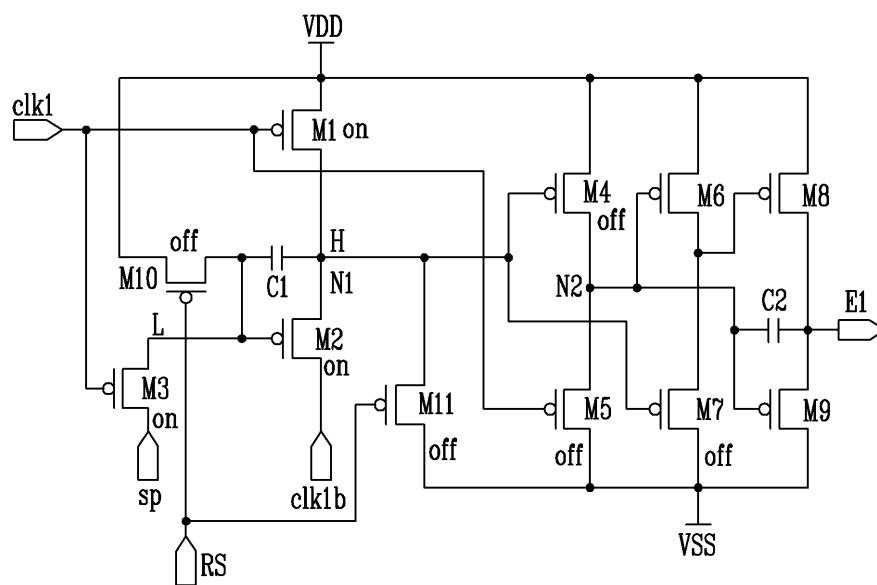 VDD
clk1
M1 on
M4
off
M6
M8
off
H
M10
C1
N1
N2
C2
E1
L
M2
on
M3
on
M11
off
M5
off
M7
off
M9
sp
clk1b
VSS
RS